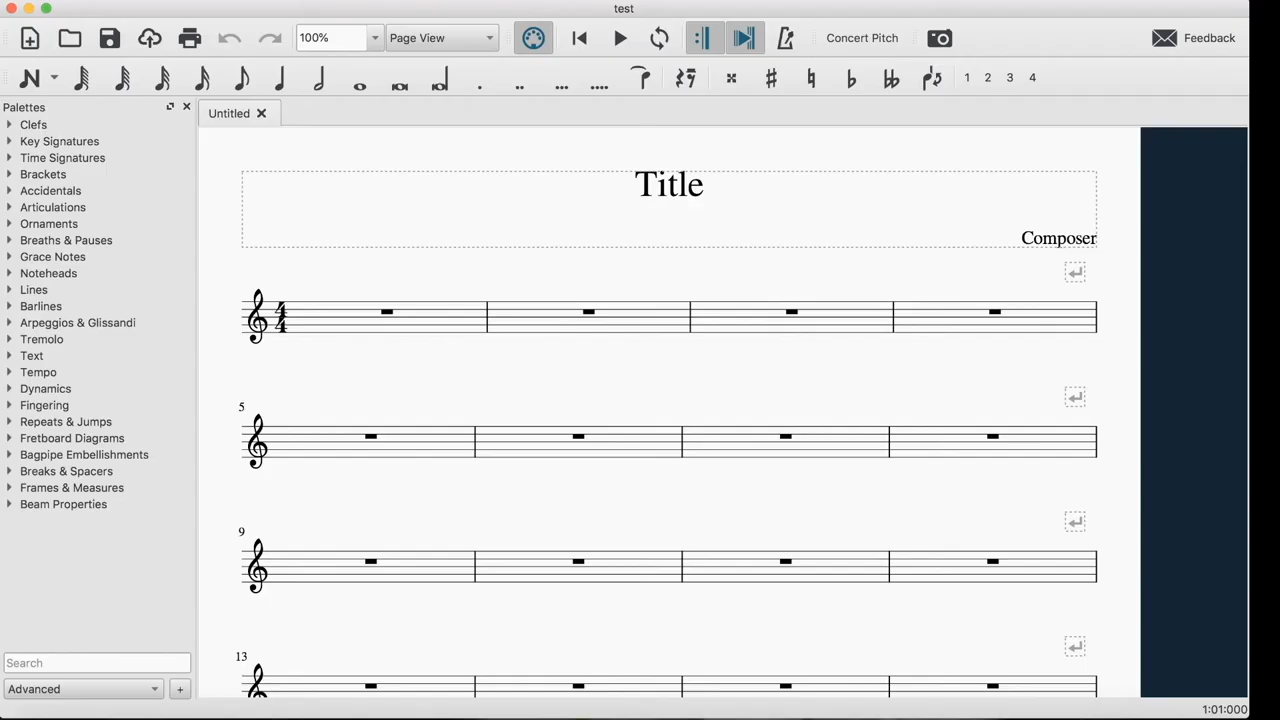 test
100%
Page View
Concert Pitch
Feedback
1 2 3 4
Palettes
Untitled
Clefs
Key Signatures
Time Signatures
Brackets
Accidentals
Articulations
Ornaments
Breaths & Pauses
Grace Notes
Noteheads
Lines
Barlines
Arpeggios & Glissandi
Tremolo
Text
Tempo
Dynamics
Fingering
Repeats & Jumps
Fretboard Diagrams
Bagpipe Embellishments
Breaks & Spacers
Frames & Measures
Beam Properties
Search
Advanced
+
Title
Composer
4
4
5
9
13
1:01:000